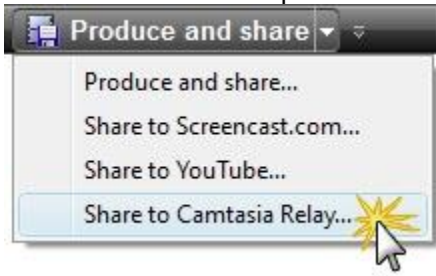 Produce and share
Produce and share...
Share to Screencast.com...
Share to YouTube...
Share to Camtasia Relay...